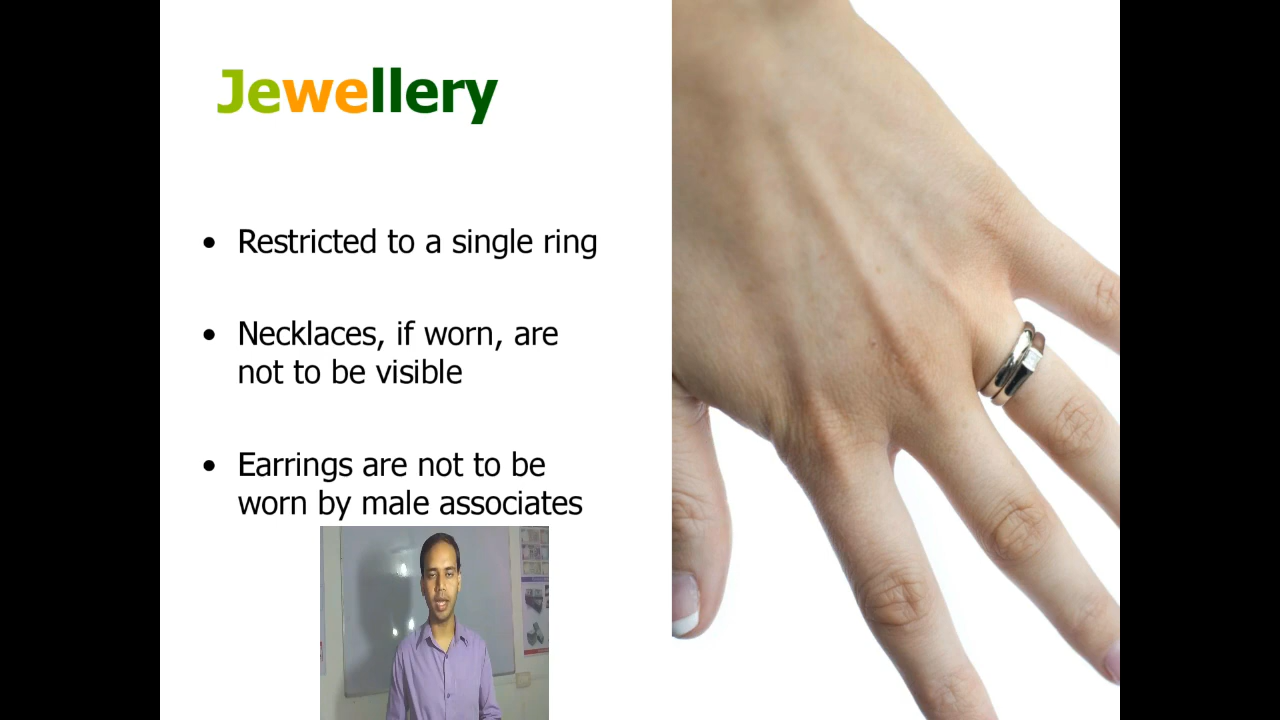 Jewellery
• Restricted to a single ring
• Necklaces, if worn, are
not to be visible
• Earrings are not to be
worn by male associates